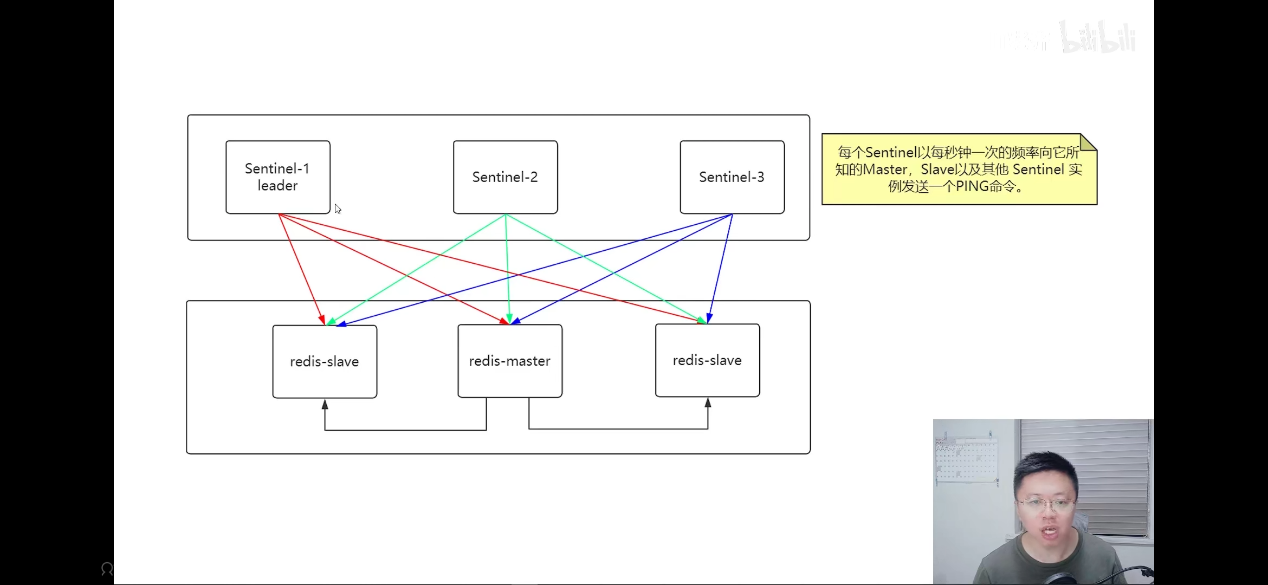 bilibili
Sentinel-1
leader
Sentinel-2
Sentinel-3
每个Sentinel以每秒钟一次的频率向它所
知的Master，Slave以及其他 Sentinel 实
例发送一个PING命令。
redis-slave
redis-master
redis-slave